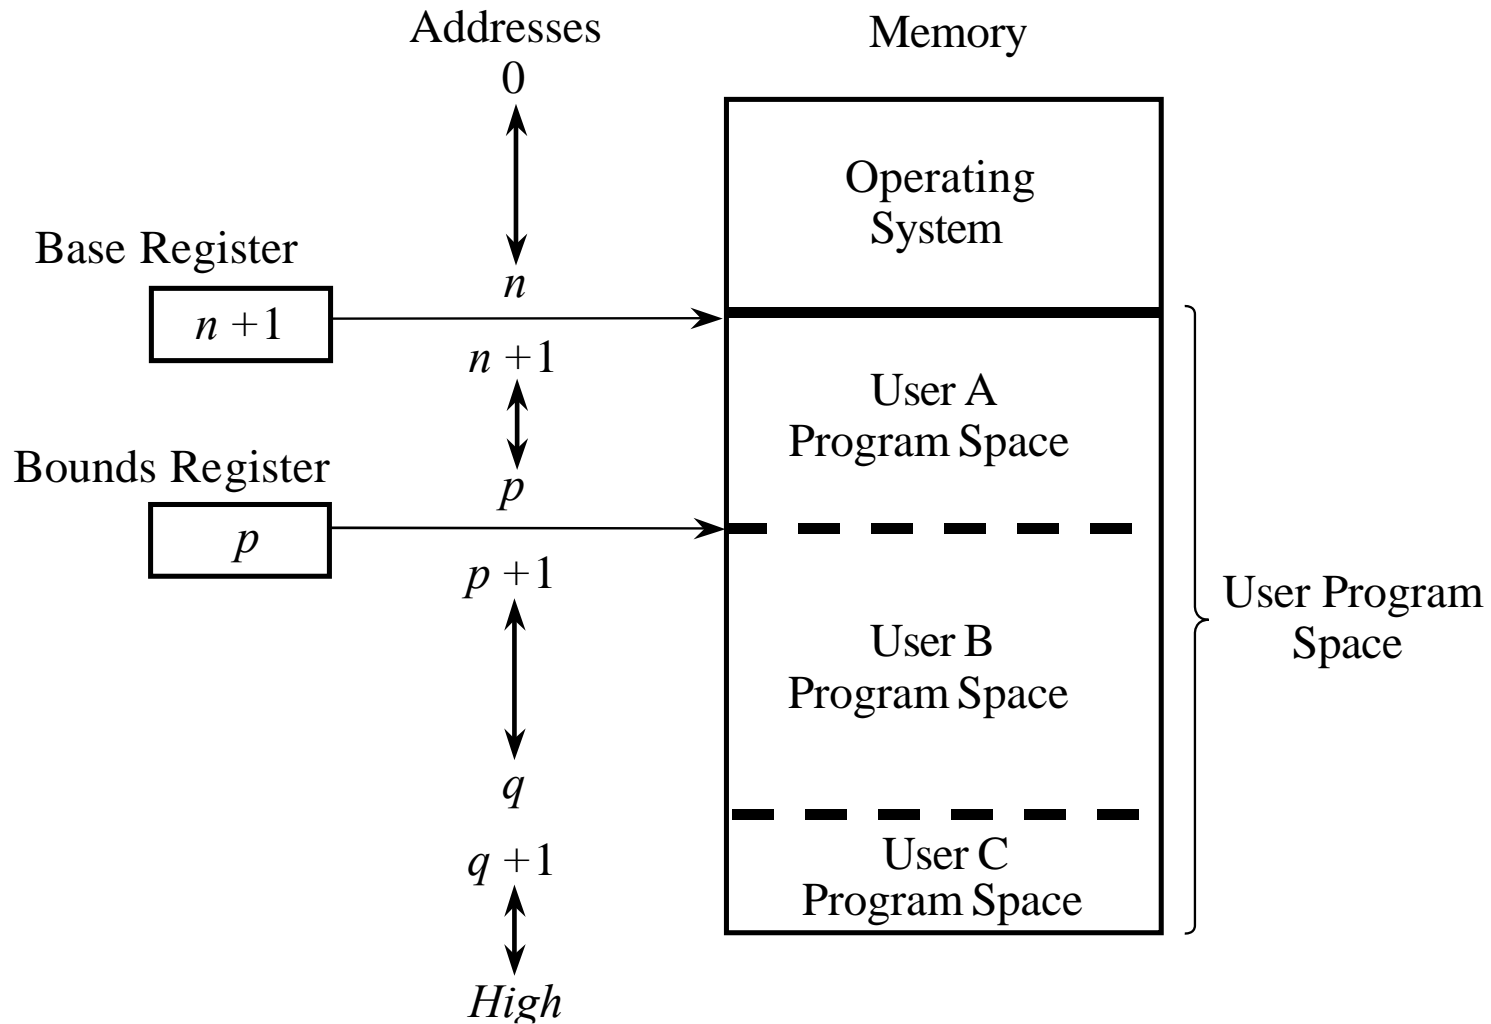 Addresses
Memory
0
Operating
System
Base Register
n
n +1
n +1
User A
Program Space
Bounds Register
p
p
p +1
User Program
Space
User B
Program Space
q
User C
q +1
Program Space
High